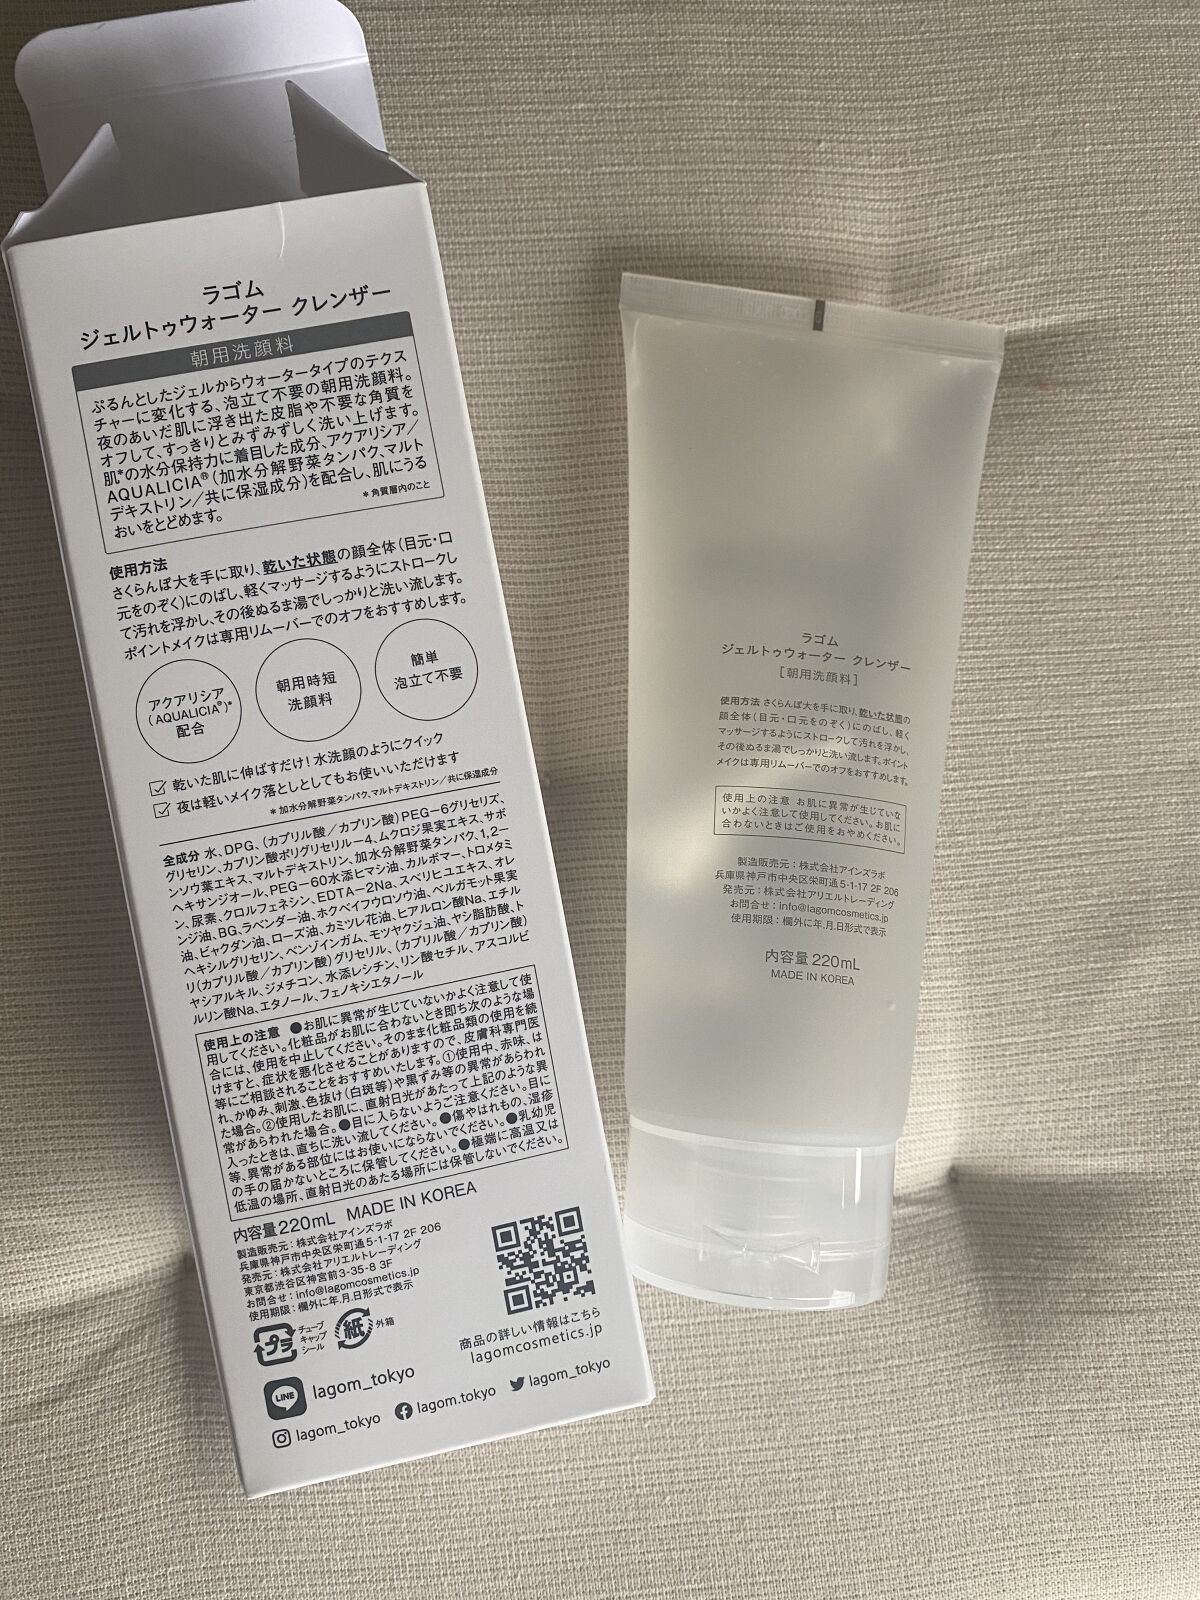 ラゴム
ジェルトゥウォーター クレンザー
朝用洗顔料
ぷるんとしたジェルからウォータータイプのテクス
チャーに変化する、泡立て不要の朝用洗顔料。
夜のあいだ肌に浮き出た皮脂や不要な角質を
オフして、すっきりとみずみずしく洗い上げます。
肌*の水分保持力に着目した成分、アクアリシア/
AQUALICIA®(加水分解野菜タンパク、マルト
デキストリン/共に保湿成分)を配合し、肌にうる
おいをとどめます。
*角質層内のこと
使用方法
さくらんぼ大を手に取り、乾いた状態の顔全体(目元・口
元をのぞく)にのばし、軽くマッサージするようにストロークし
て汚れを浮かし、その後ぬるま湯でしっかりと洗い流します。
ポイントメイクは専用リムーバーでのオフをおすすめします。
アクアリシア
(AQUALICIA®)*
配合
朝用時短
洗顔料
簡単
泡立て不要
乾いた肌に伸ばすだけ!水洗顔のようにクイック
夜は軽いメイク落としとしてもお使いいただけます
*加水分解野菜タンパク、マルトデキストリン/共に保湿成分
全成分 水、DPG、(カプリル酸/カプリン酸)PEG-6グリセリズ、
グリセリン、カプリン酸ポリグリセリル-4、ムクロジ果実エキス、サボ
ンソウ葉エキス、マルトデキストリン、加水分解野菜タンパク、1,2-
ヘキサンジオール、PEG-60水添ヒマシ油、カルボマー、トロメタミ
ン、尿素、クロルフェネシン、EDTA-2Na、スベリヒユエキス、オレ
ンジ油、BG、ラベンダー油、ホクベイフウロソウ油、ベルガモット果実
油、ビャクダン油、ローズ油、カミツレ花油、ヒアルロン酸Na、エチル
ヘキシルグリセリン、ベンゾインガム、モツヤクジュ油、ヤシ脂肪酸、ト
リ(カプリル酸/カプリン酸)グリセリル、(カプリル酸/カプリン酸)
ヤシアルキル、ジメチコン、水添レシチン、リン酸セチル、アスコルビ
ルリン酸Na、エタノール、フェノキシエタノール
使用上の注意 ●お肌に異常が生じていないかよく注意して使
用してください。化粧品がお肌に合わないとき即ち次のような場
合には、使用を中止してください。そのまま化粧品類の使用を続
けますと、症状を悪化させることがありますので、皮膚科専門医
等にご相談されることをおすすめいたします。①使用中、赤味、は
れ、かゆみ、刺激、色抜け(白斑等)や黒ずみ等の異常があらわれ
た場合。②使用したお肌に、直射日光があたって上記のような異
常があらわれた場合。●目に入らないようご注意ください。目に
入ったときは、直ちに洗い流してください。●傷やはれもの、湿疹
等、異常がある部位にはお使いにならないでください。●乳幼児
の手の届かないところに保管してください。●極端に高温又は
低温の場所、直射日光のあたる場所には保管しないでください。
内容量220mL MADE IN KOREA
製造販売元:株式会社アインズラボ
兵庫県神戸市中央区栄町通5-1-17 2F 206
発売元:株式会社アリエルトレーディング
東京都渋谷区神宮前3-35-8 3F
お問合せ:info@lagomcosmetics.jp
使用期限:欄外に年.月.日形式で表示
プラ
チューブ
キャップ
シール
紙
外箱
商品の詳しい情報はこちら
lagomcosmetics.jp
LINE
lagom_tokyo
lagom_tokyo
lagom.tokyo
lagom_tokyo
ラゴム
ジェルトゥウォーター クレンザー
[朝用洗顔料]
使用方法 さくらんぼ大を手に取り、乾いた状態の
顔全体(目元・口元をのぞく)にのばし、軽く
マッサージするようにストロークして汚れを浮かし、
その後ぬるま湯でしっかりと洗い流します。ポイント
メイクは専用リムーバーでのオフをおすすめします。
使用上の注意 お肌に異常が生じていな
いかよく注意して使用してください。お肌に
合わないときはご使用をおやめください。
製造販売元:株式会社アインズラボ
兵庫県神戸市中央区栄町通5-1-17 2F 206
発売元:株式会社アリエルトレーディング
お問合せ:info@lagomcosmetics.jp
使用期限:欄外に年.月.日形式で表示
内容量220mL
MADE IN KOREA